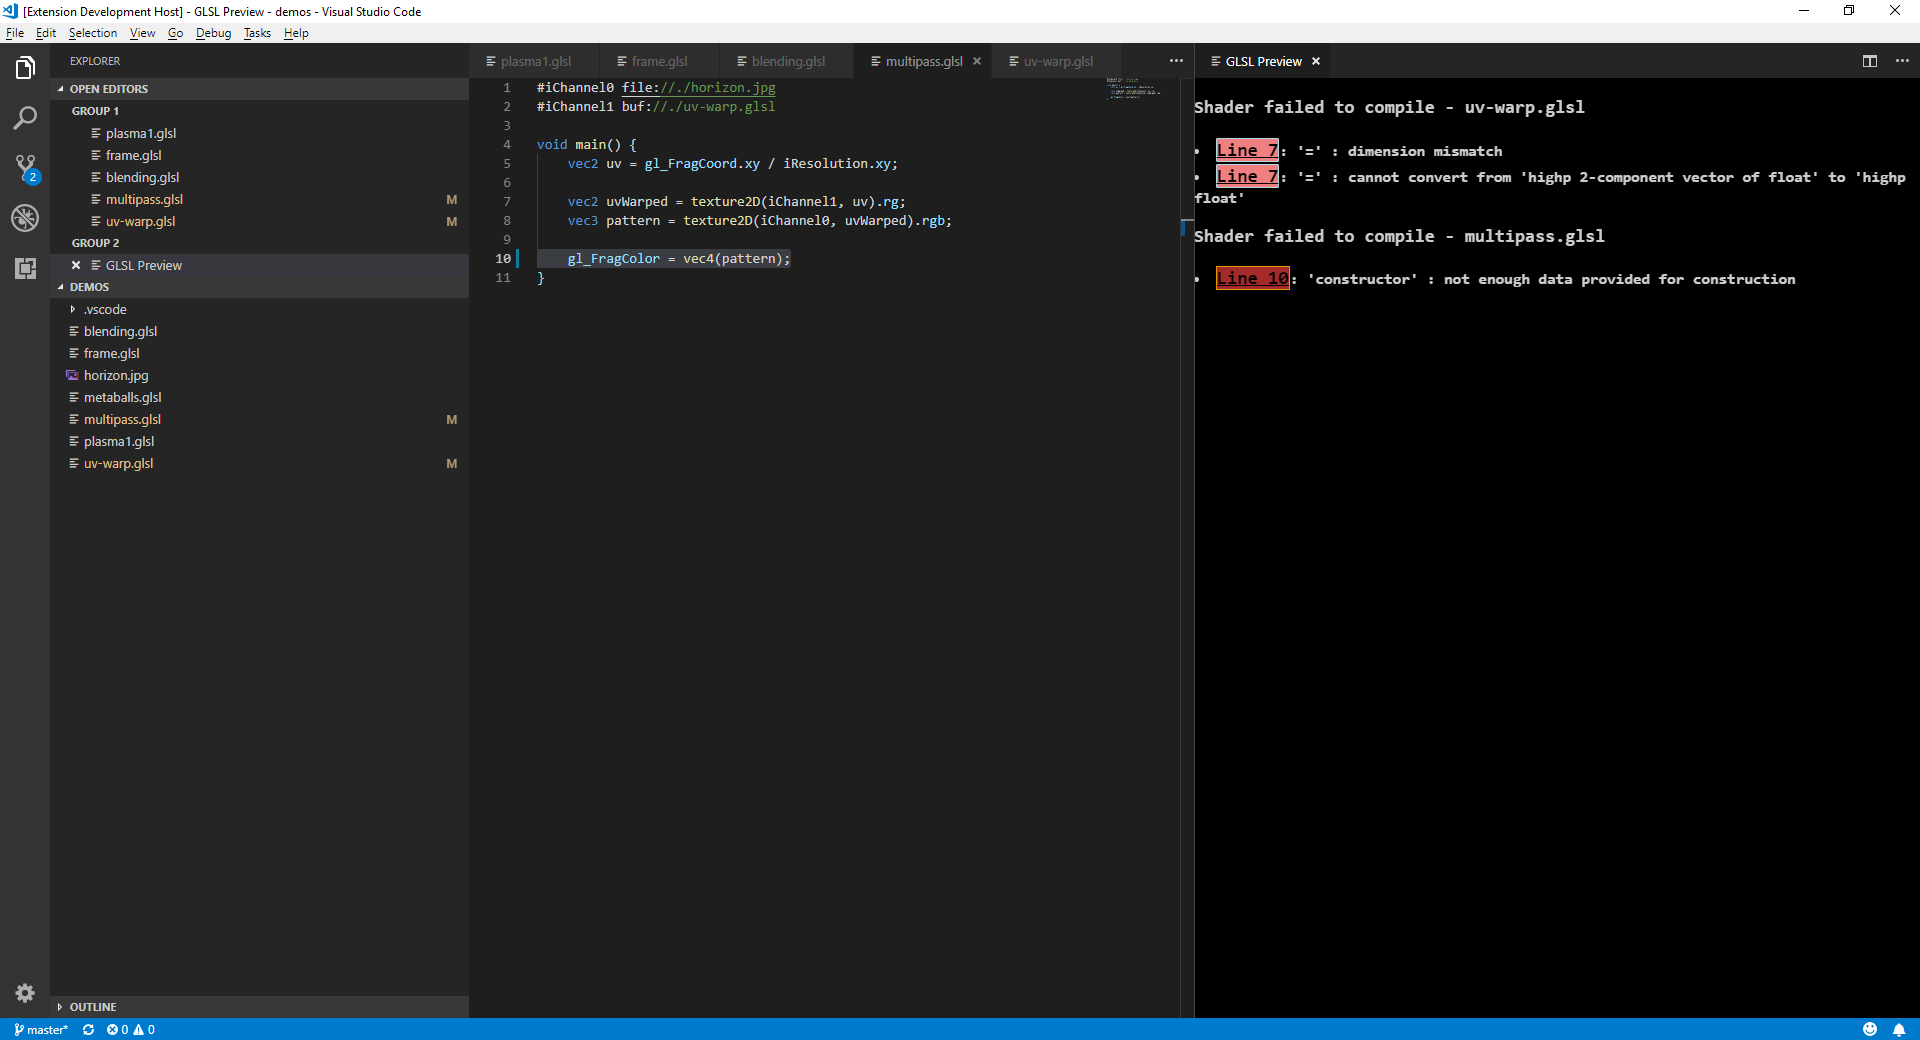 [Extension Development Host] - GLSL Preview - demos - Visual Studio Code
File Edit Selection View Go Debug Tasks Help
EXPLORER
OPEN EDITORS
GROUP 1
plasma1.glsl
frame.glsl
blending.glsl
multipass.glsl M
uv-warp.glsl M
GROUP 2
GLSL Preview
DEMOS
.vscode
blending.glsl
frame.glsl
horizon.jpg
metaballs.glsl
multipass.glsl M
plasma1.glsl
uv-warp.glsl M
OUTLINE
2
plasma1.glsl frame.glsl blending.glsl multipass.glsl uv-warp.glsl
1 #iChannel0 file://./horizon.jpg
2 #iChannel1 buf://./uv-warp.glsl
3
4 void main() {
5 vec2 uv = gl_FragCoord.xy / iResolution.xy;
6
7 vec2 uvWarped = texture2D(iChannel1, uv).rg;
8 vec3 pattern = texture2D(iChannel0, uvWarped).rgb;
9
10 gl_FragColor = vec4(pattern);
11 }
GLSL Preview
Shader failed to compile - uv-warp.glsl
• Line 7: '=' : dimension mismatch
• Line 7: '=' : cannot convert from 'highp 2-component vector of float' to 'highp
float'
Shader failed to compile - multipass.glsl
• Line 10: 'constructor' : not enough data provided for construction
master* 0 0